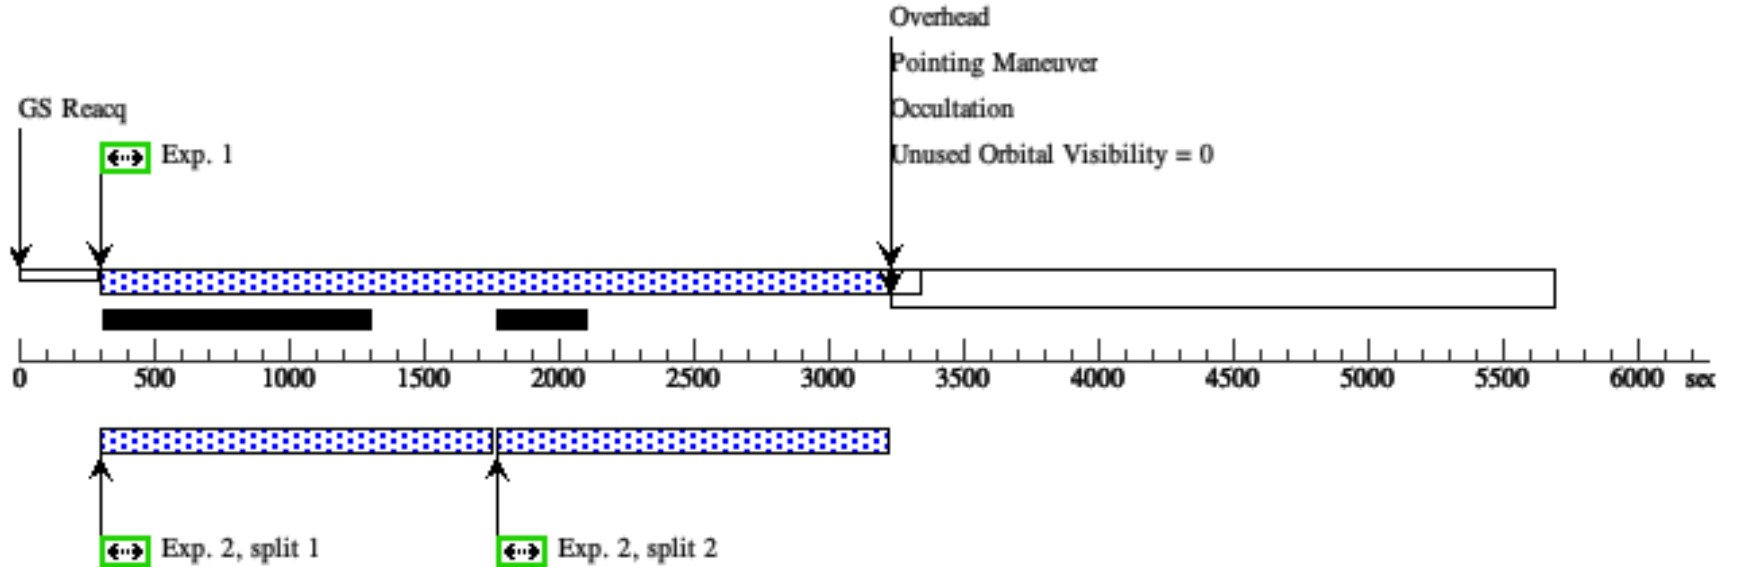 Overhead
Pointing Maneuver
GS Reacq
Occultation
Exp. 1
Unused Orbital Visibility = 0
0 500 1000 1500 2000 2500 3000 3500 4000 4500 5000 5500 6000 sec
Exp. 2, split 1
Exp. 2, split 2